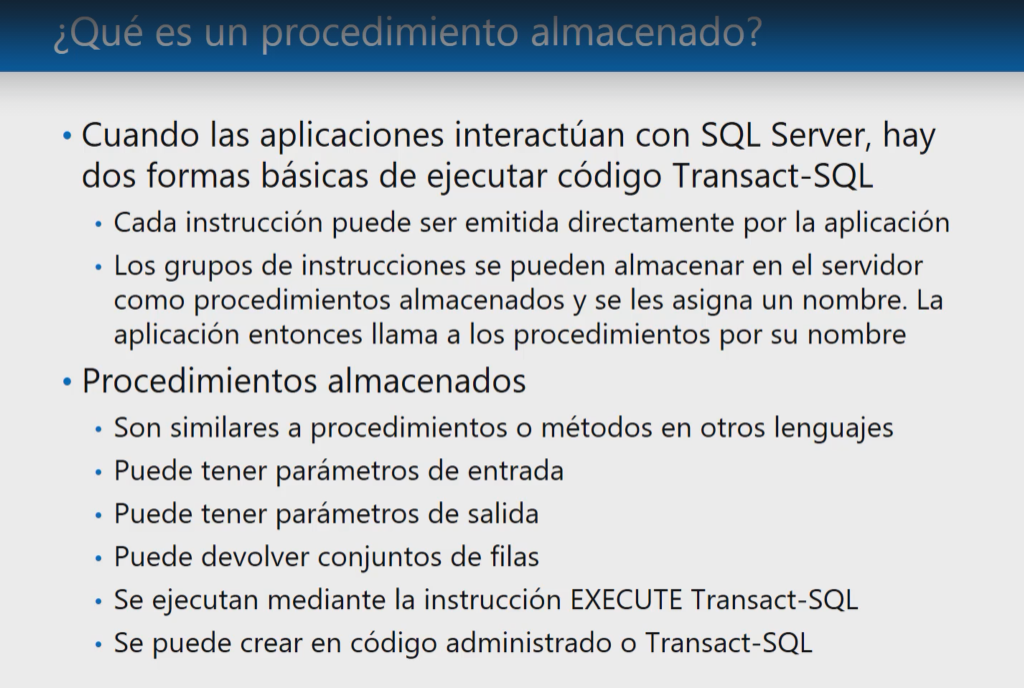 ¿Qué es un procedimiento almacenado?
• Cuando las aplicaciones interactúan con SQL Server, hay
dos formas básicas de ejecutar código Transact-SQL
• Cada instrucción puede ser emitida directamente por la aplicación
• Los grupos de instrucciones se pueden almacenar en el servidor
como procedimientos almacenados y se les asigna un nombre. La
aplicación entonces llama a los procedimientos por su nombre
• Procedimientos almacenados
• Son similares a procedimientos o métodos en otros lenguajes
• Puede tener parámetros de entrada
• Puede tener parámetros de salida
• Puede devolver conjuntos de filas
• Se ejecutan mediante la instrucción EXECUTE Transact-SQL
• Se puede crear en código administrado o Transact-SQL